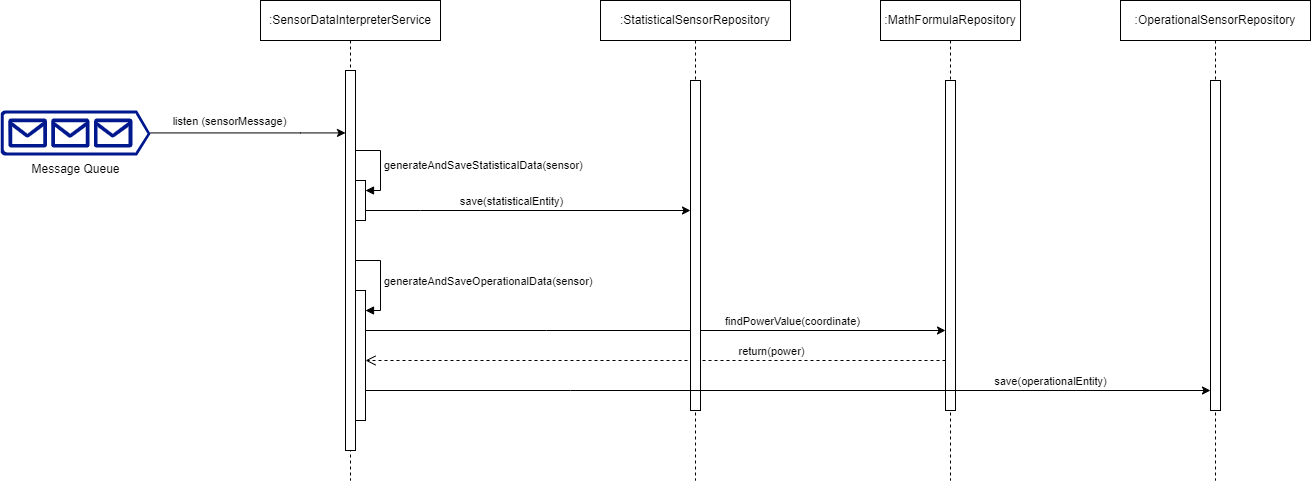 :SensorDataInterpreterService
:StatisticalSensorRepository
:MathFormulaRepository
:OperationalSensorRepository
listen (sensorMessage)
Message Queue
generateAndSaveStatisticalData(sensor)
save(statisticalEntity)
generateAndSaveOperationalData(sensor)
findPowerValue(coordinate)
return(power)
save(operationalEntity)